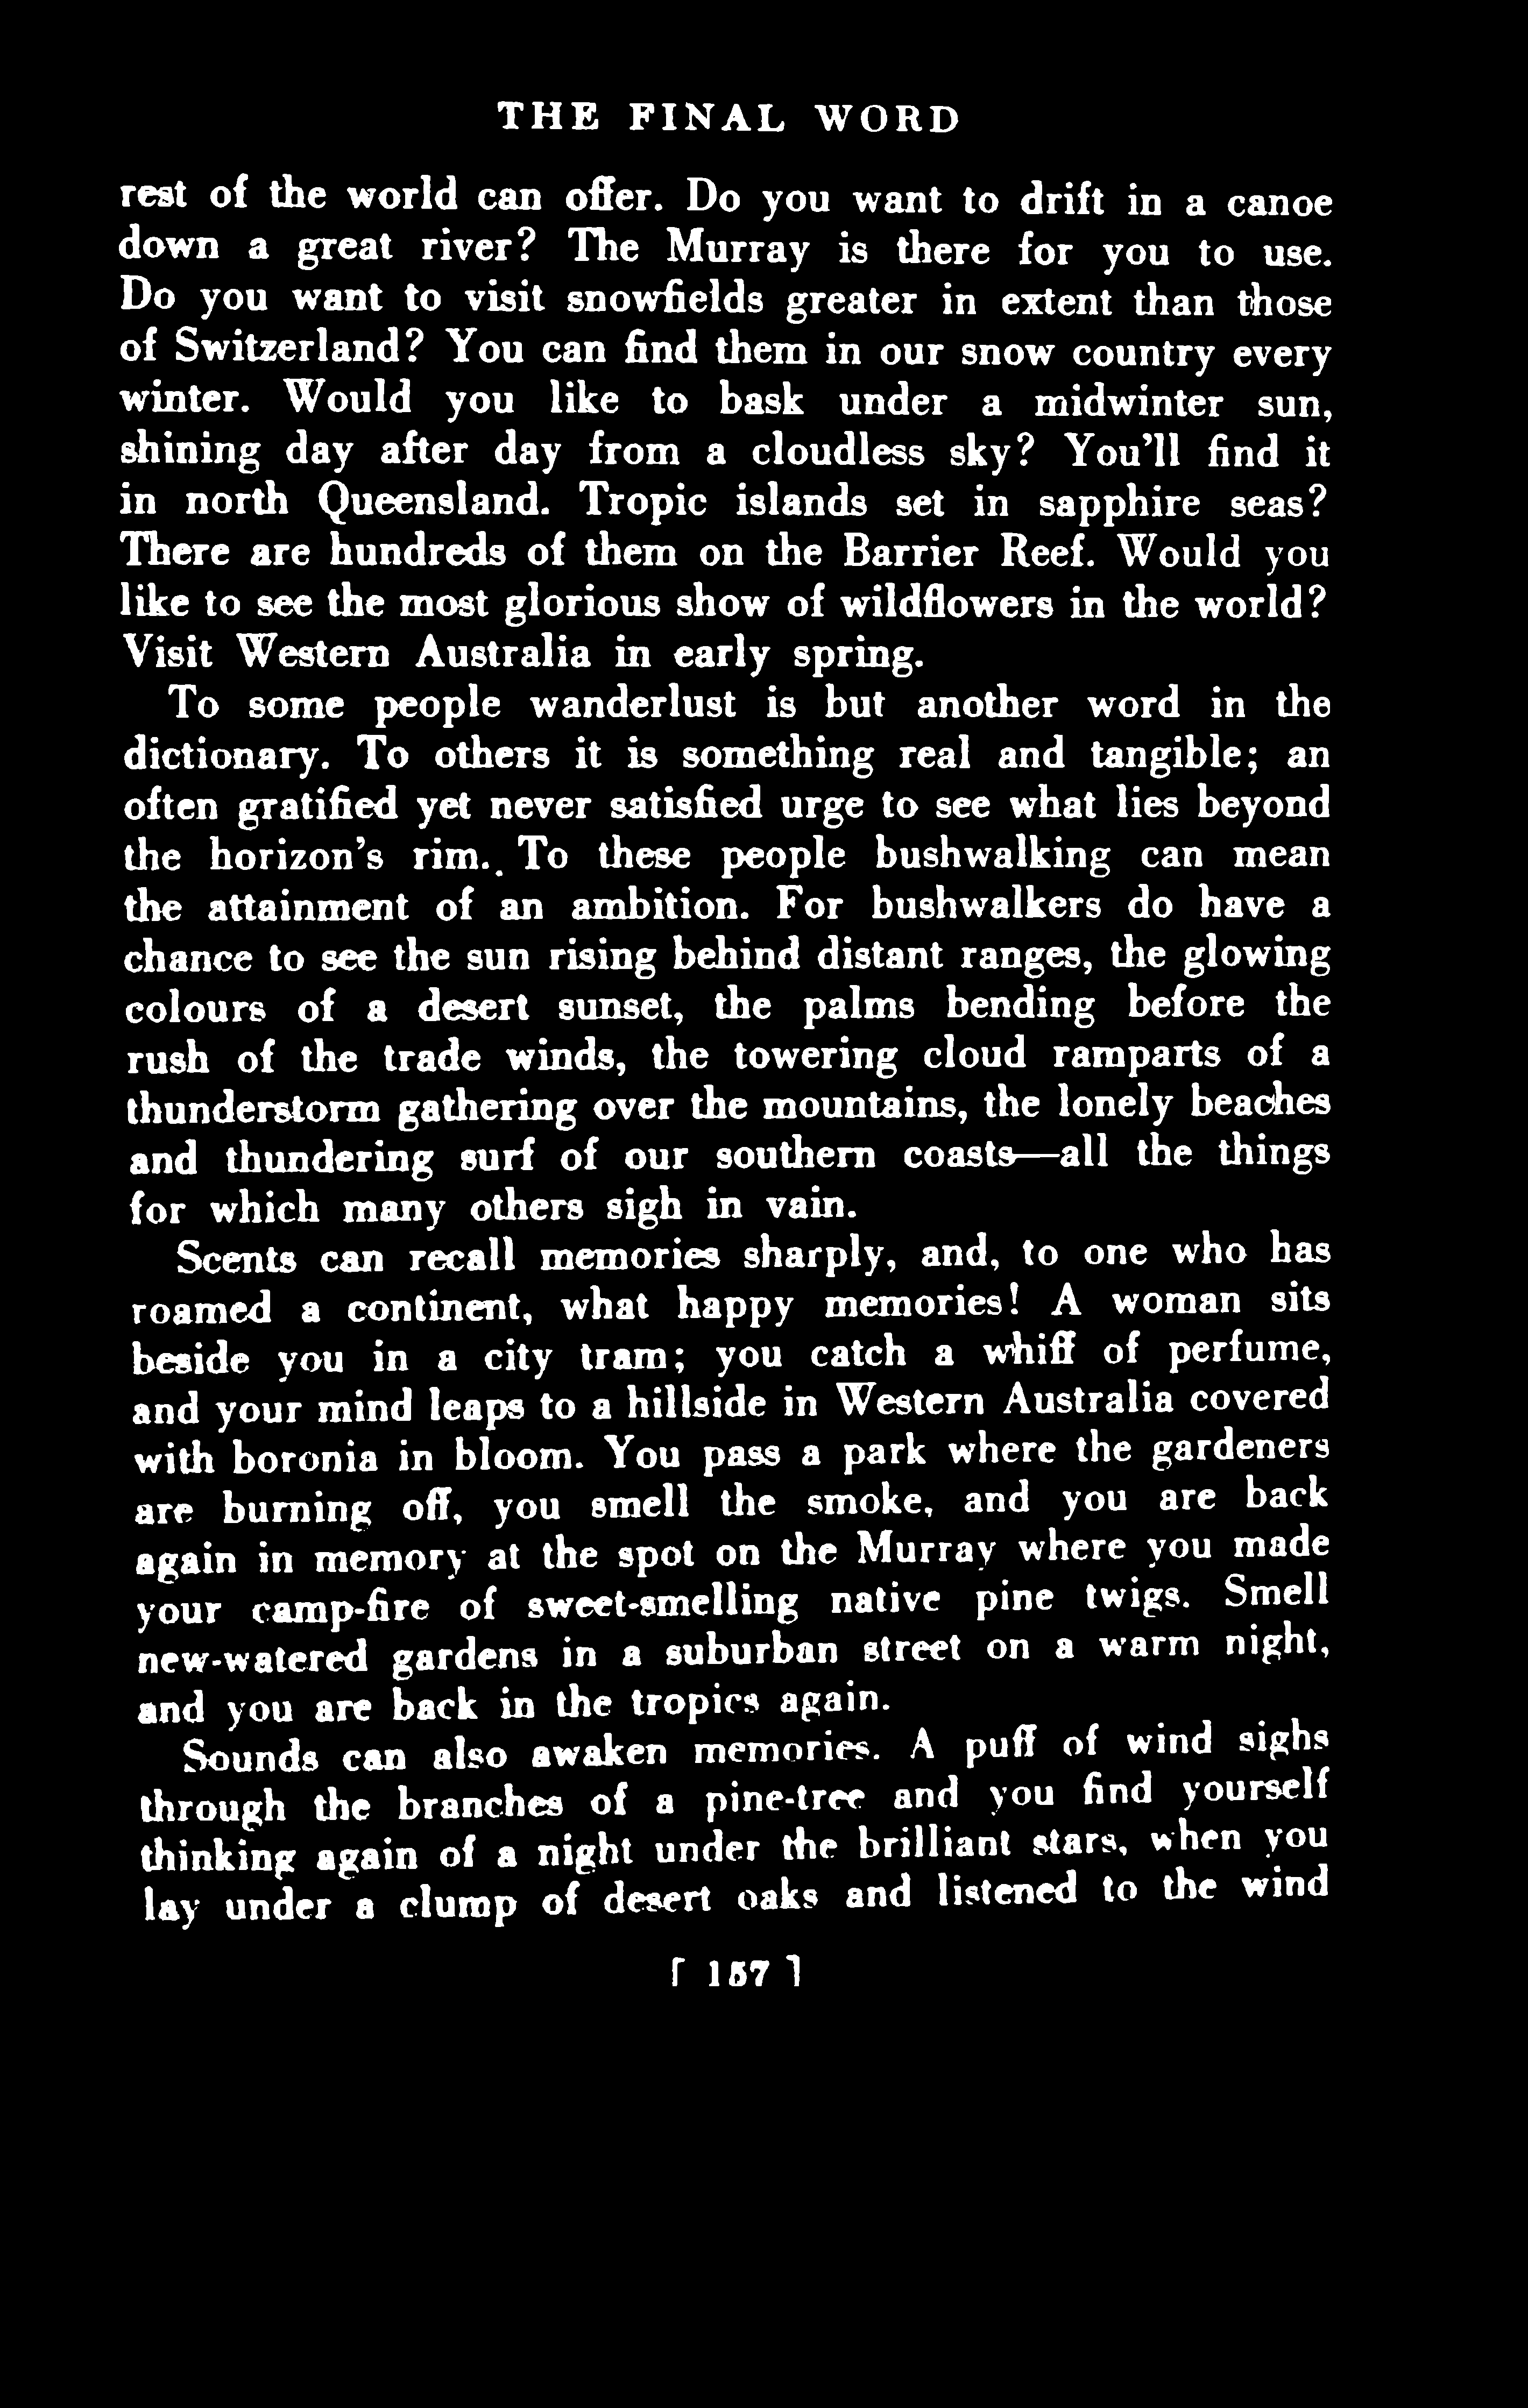 THE FINAL WORD
rest of the world can offer. Do you want to drift in a canoe
down a great river? The Murray is there for you to use.
Do you want to visit snowfields greater in extent than those
of Switzerland? You can find them in our snow country every
winter. Would you like to bask under a midwinter sun,
shining day after day from a cloudless sky? You'll find it
in north Queensland. Tropic islands set in sapphire seas?
There are hundreds of them on the Barrier Reef. Would you
like to see the most glorious show of wildflowers in the world?
Visit Western Australia in early spring.
To some people wanderlust is but another word in the
dictionary. To others it is something real and tangible; an
often gratified yet never satisfied urge to see what lies beyond
the horizon's rim. To these people bushwalking can mean
the attainment of an ambition. For bushwalkers do have a
chance to see the sun rising behind distant ranges, the glowing
colours of a desert sunset, the palms bending before the
rush of the trade winds, the towering cloud ramparts of a
thunderstorm gathering over the mountains, the lonely beaches
and thundering surf of our southern coasts—all the things
for which many others sigh in vain.
Scents can recall memories sharply, and, to one who has
roamed a continent, what happy memories! A woman sits
beside you in a city tram; you catch a whiff of perfume,
and your mind leaps to a hillside in Western Australia covered
with boronia in bloom. You pass a park where the gardeners
are burning off, you smell the smoke, and you are back
again in memory at the spot on the Murray where you made
your camp-fire of sweet-smelling native pine twigs. Smell
new-watered gardens in a suburban street on a warm night,
and you are back in the tropics again.
Sounds can also awaken memories. A puff of wind sighs
through the branches of a pine-tree and you find yourself
thinking again of a night under the brilliant stars, when you
lay under a clump of desert oaks and listened to the wind
[ 157 ]